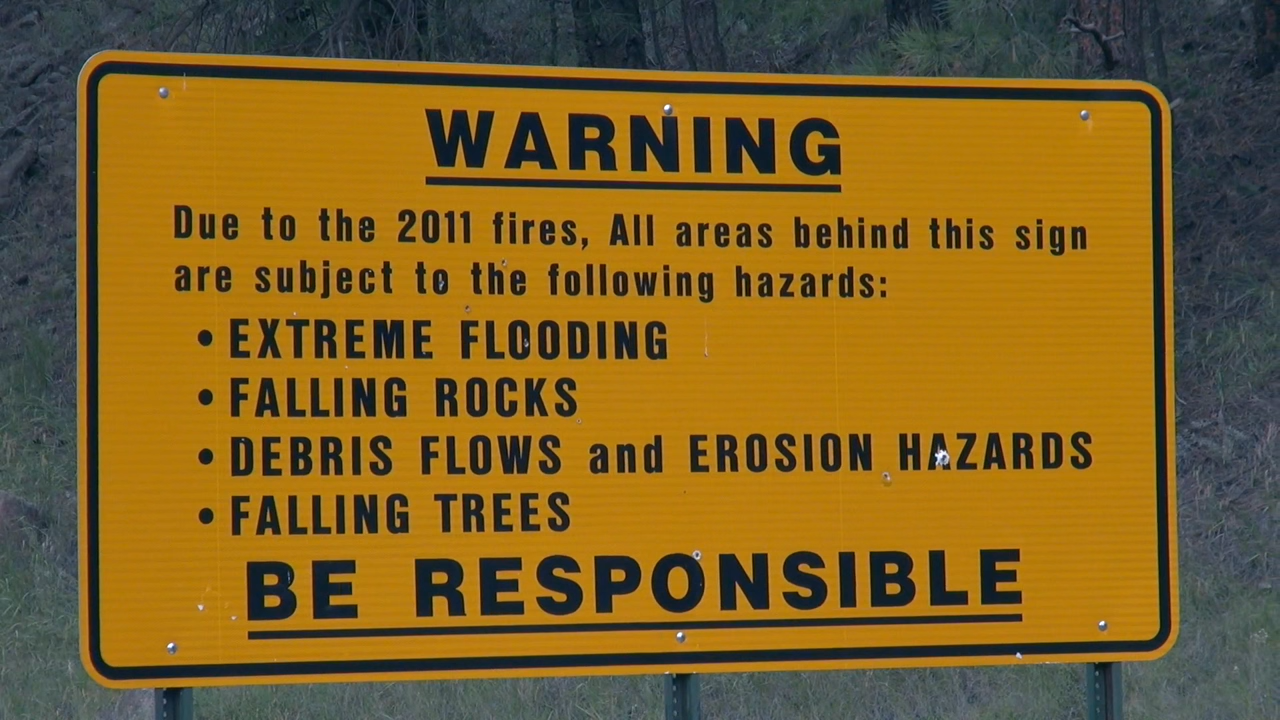 WARNING
Due to the 2011 fires, All areas behind this sign
are subject to the following hazards:
• EXTREME FLOODING
• FALLING ROCKS
• DEBRIS FLOWS and EROSION HAZARDS
• FALLING TREES
BE RESPONSIBLE